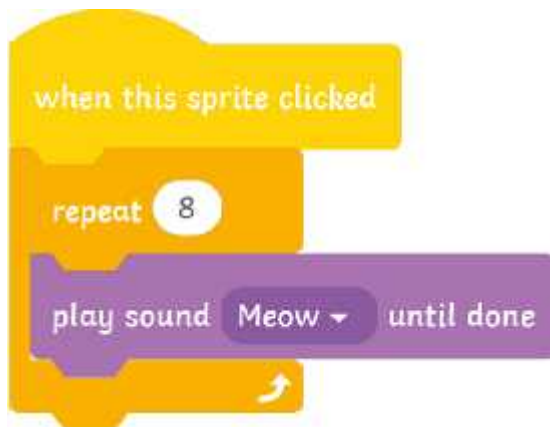 when this sprite clicked
repeat 8
play sound Meow until done